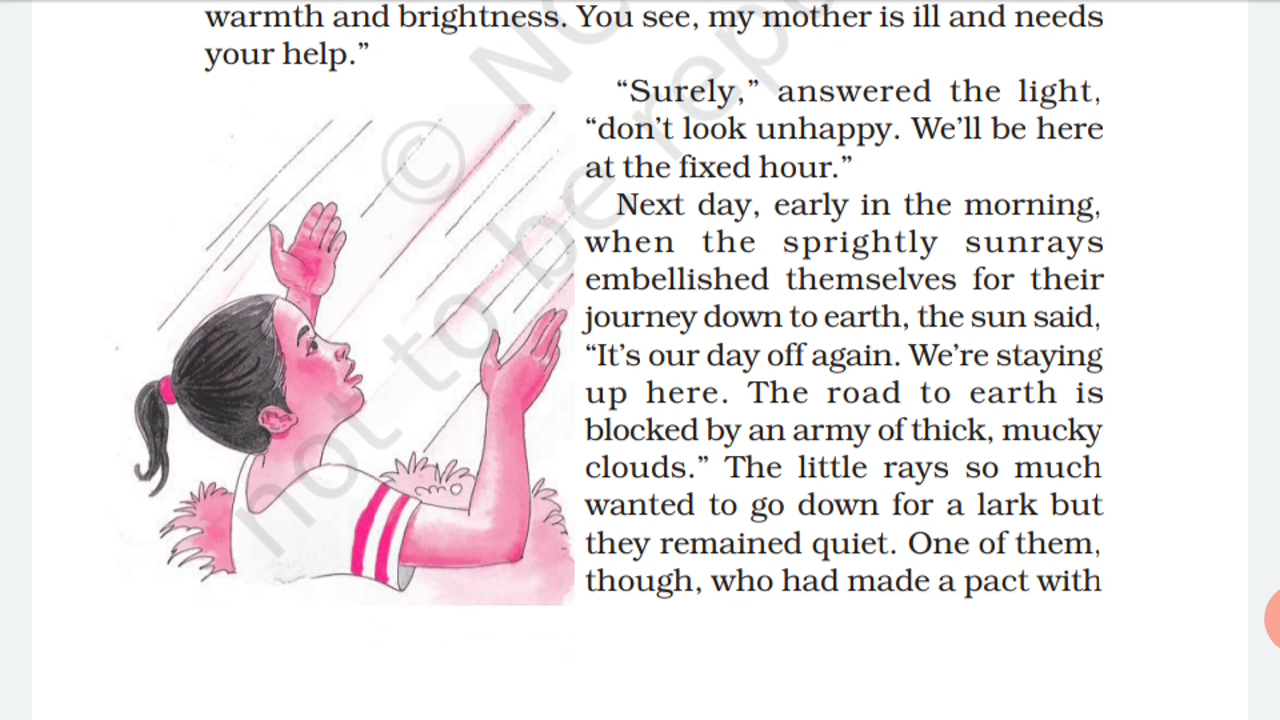 warmth and brightness. You see, my mother is ill and needs
your help.”
“Surely,” answered the light,
“don’t look unhappy. We’ll be here
at the fixed hour.”
Next day, early in the morning,
when the sprightly sunrays
embellished themselves for their
journey down to earth, the sun said,
“It’s our day off again. We’re staying
up here. The road to earth is
blocked by an army of thick, mucky
clouds.” The little rays so much
wanted to go down for a lark but
they remained quiet. One of them,
though, who had made a pact with
© NC
not to be rep